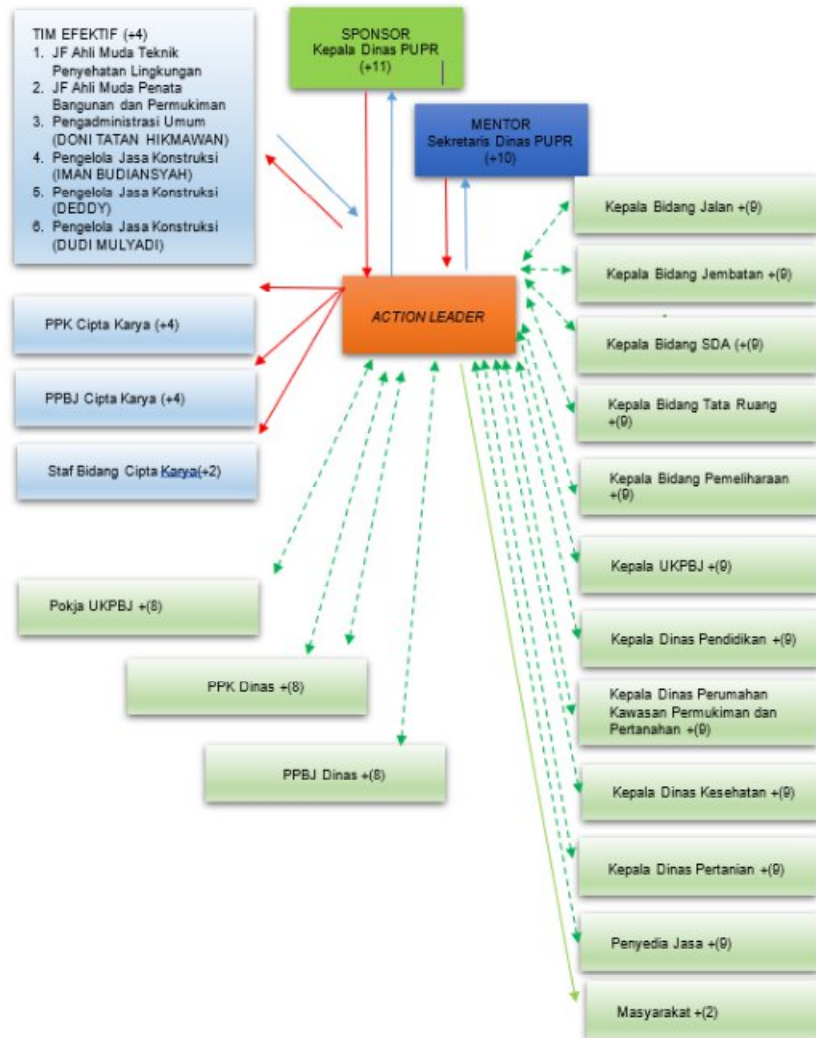 TIM EFEKTIF (+4)
1. JF Ahli Muda Teknik
Penyehatan Lingkungan
2. JF Ahli Muda Penata
Bangunan dan Permukiman
3. Pengadministrasi Umum
(DONI TATAN HIKMAWAN)
4. Pengelola Jasa Konstruksi
(IMAN BUDIANSYAH)
5. Pengelola Jasa Konstruksi
(DEDDY)
6. Pengelola Jasa Konstruksi
(DUDI MULYADI)
SPONSOR
Kepala Dinas PUPR
(+11)
MENTOR
Sekretaris Dinas PUPR
(+10)
ACTION LEADER
PPK Cipta Karya (+4)
PPBJ Cipta Karya (+4)
Staf Bidang Cipta Karya(+2)
Pokja UKPBJ +(8)
PPK Dinas +(8)
PPBJ Dinas +(8)
Kepala Bidang Jalan +(9)
Kepala Bidang Jembatan +(9)
Kepala Bidang SDA (+(9)
Kepala Bidang Tata Ruang
+(9)
Kepala Bidang Pemeliharaan
+(9)
Kepala UKPBJ +(9)
Kepala Dinas Pendidikan +(9)
Kepala Dinas Perumahan
Kawasan Permukiman dan
Pertanahan +(9)
Kepala Dinas Kesehatan +(9)
Kepala Dinas Pertanian +(9)
Penyedia Jasa +(9)
Masyarakat +(2)